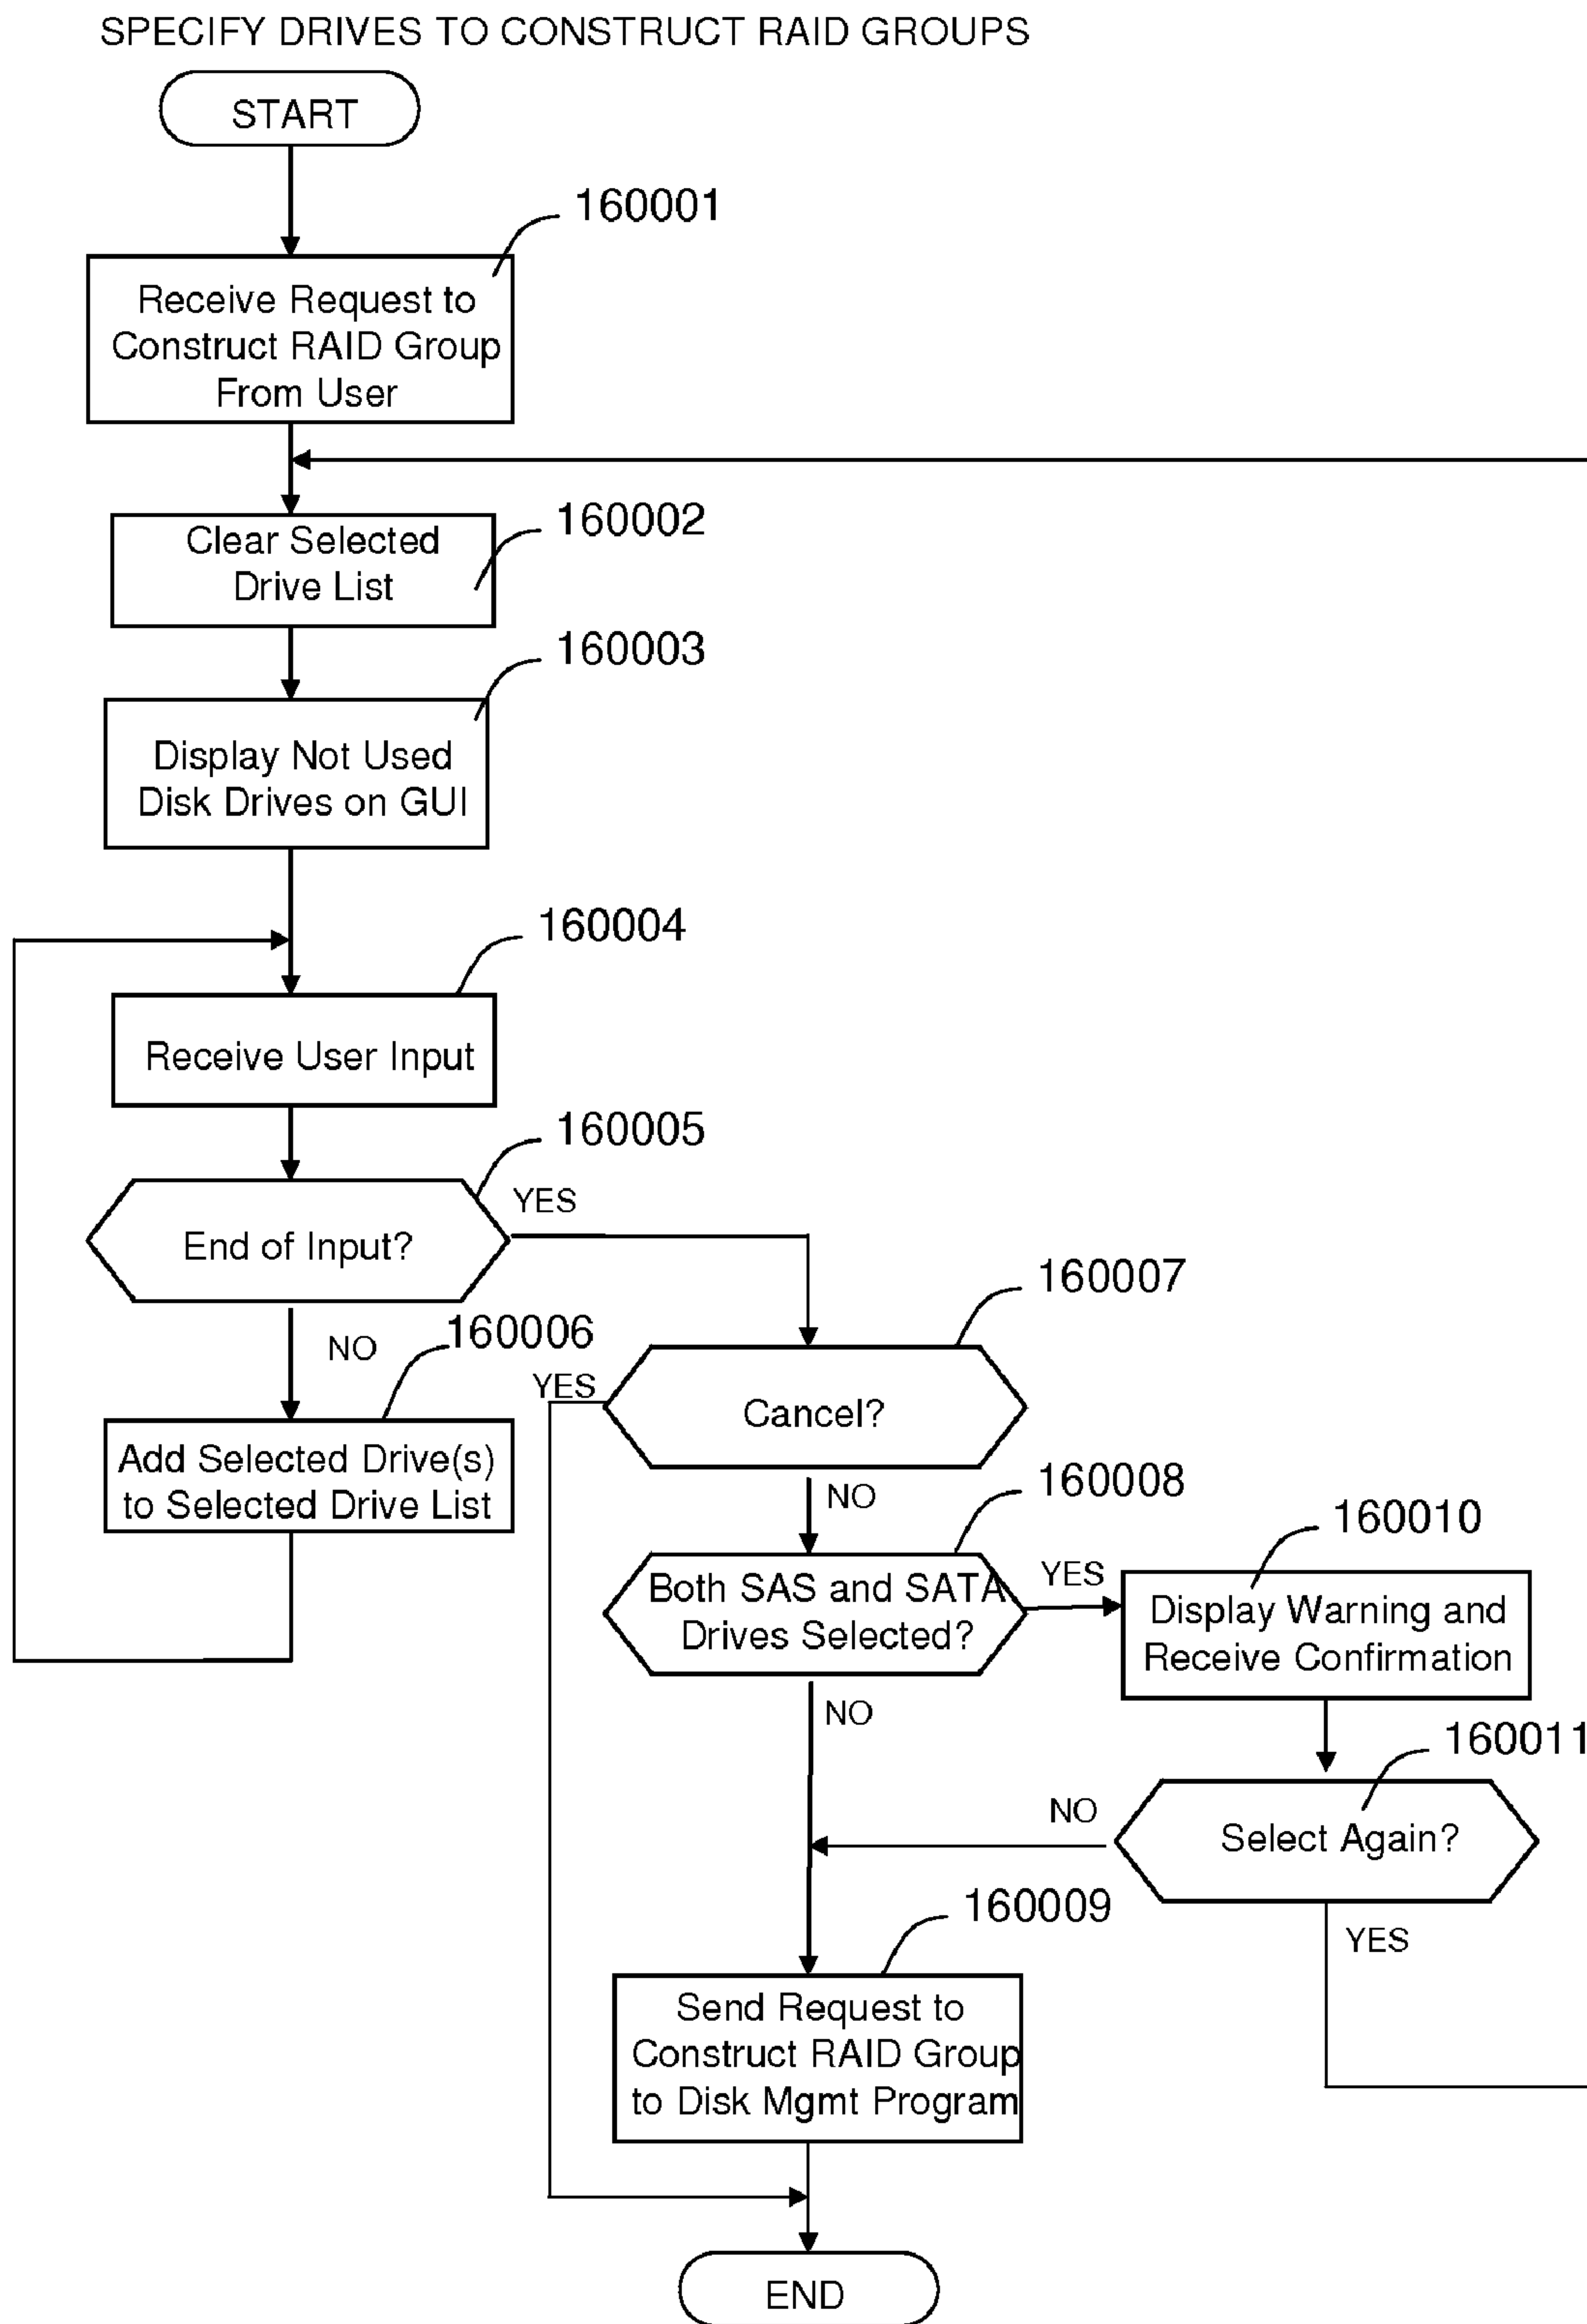 SPECIFY DRIVES TO CONSTRUCT RAID GROUPS
START
160001
Receive Request to
Construct RAID Group
From User
160002
Clear Selected
Drive List
160003
Display Not Used
Disk Drives on GUI
160004
Receive User Input
160005
YES
End of Input?
160007
NO
160006
YES
Cancel?
Add Selected Drive(s)
to Selected Drive List
160008
NO
160010
Both SAS and SATA
Drives Selected?
YES
Display Warning and
Receive Confirmation
NO
160011
NO
Select Again?
160009
YES
Send Request to
Construct RAID Group
to Disk Mgmt Program
END